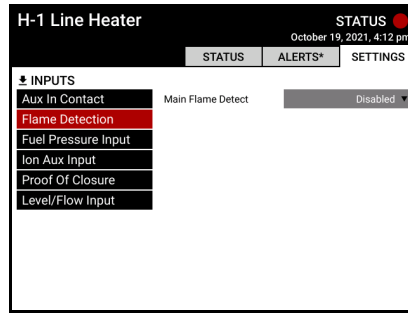 H-1 Line Heater
STATUS
October 19, 2021, 4:12 pm
STATUS
ALERTS*
SETTINGS
INPUTS
Aux In Contact
Main Flame Detect
Disabled
Flame Detection
Fuel Pressure Input
Ion Aux Input
Proof Of Closure
Level/Flow Input